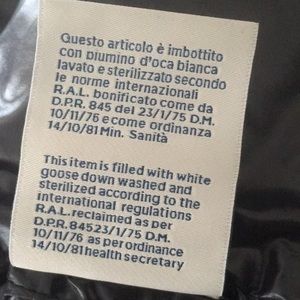 Questo articolo è imbottito
con piumino d'oca bianca
lavato e sterilizzato secondo
le norme internazionali
R.A.L. bonificato come da
D.P.R. 845 del 23/1/75 D.M.
10/11/76 e come ordinanza
14/10/81 Min. Sanità
This item is filled with white
goose down washed and
sterilized according to the
international regulations
R.A.L. reclaimed as per
D.P.R. 84523/1/75 D.M.
10/11/76 as per ordinance
14/10/81 health secretary